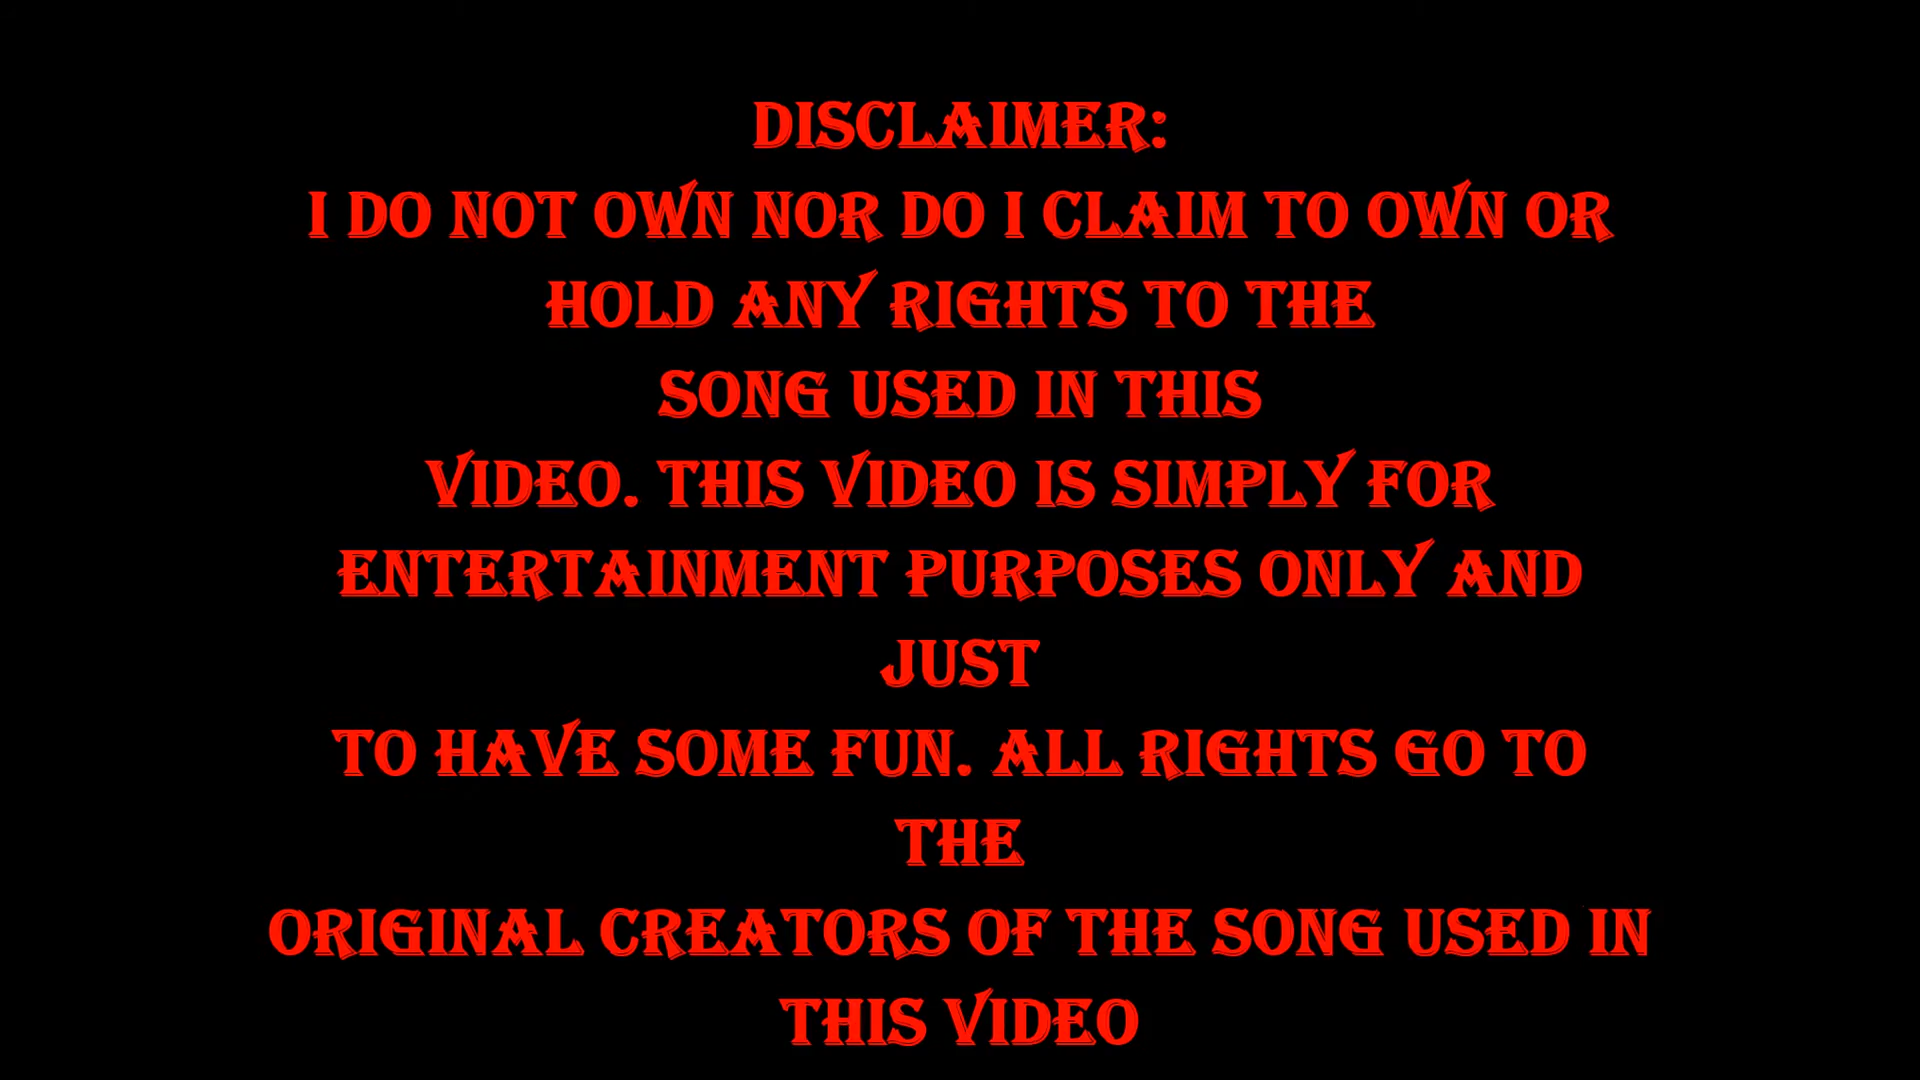 DISCLAIMER:
I DO NOT OWN NOR DO I CLAIM TO OWN OR
HOLD ANY RIGHTS TO THE
SONG USED IN THIS
VIDEO. THIS VIDEO IS SIMPLY FOR
ENTERTAINMENT PURPOSES ONLY AND
JUST
TO HAVE SOME FUN. ALL RIGHTS GO TO
THE
ORIGINAL CREATORS OF THE SONG USED IN
THIS VIDEO